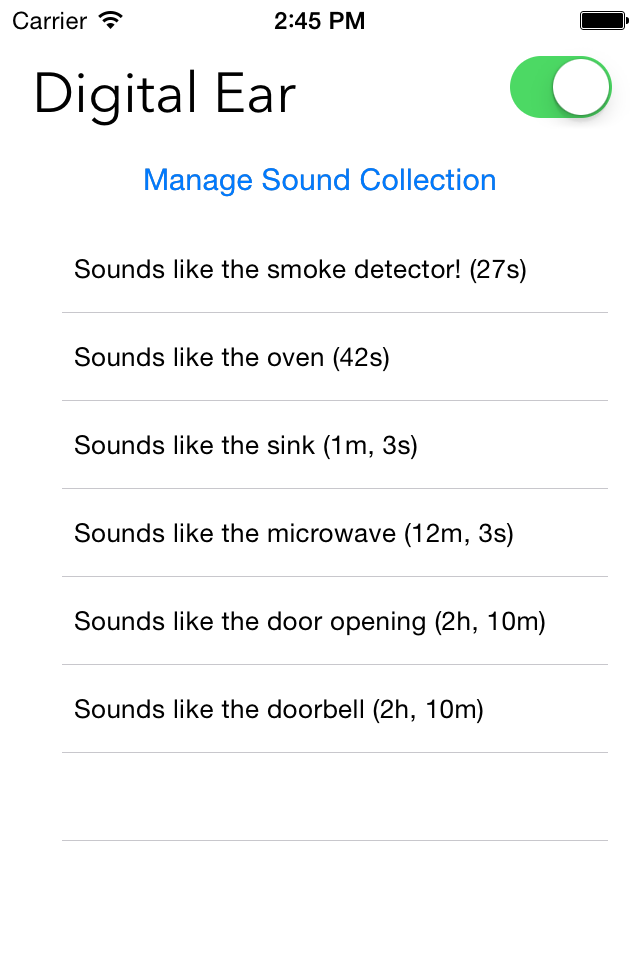 Carrier 2:45 PM
Digital Ear
Manage Sound Collection
Sounds like the smoke detector! (27s)
Sounds like the oven (42s)
Sounds like the sink (1m, 3s)
Sounds like the microwave (12m, 3s)
Sounds like the door opening (2h, 10m)
Sounds like the doorbell (2h, 10m)